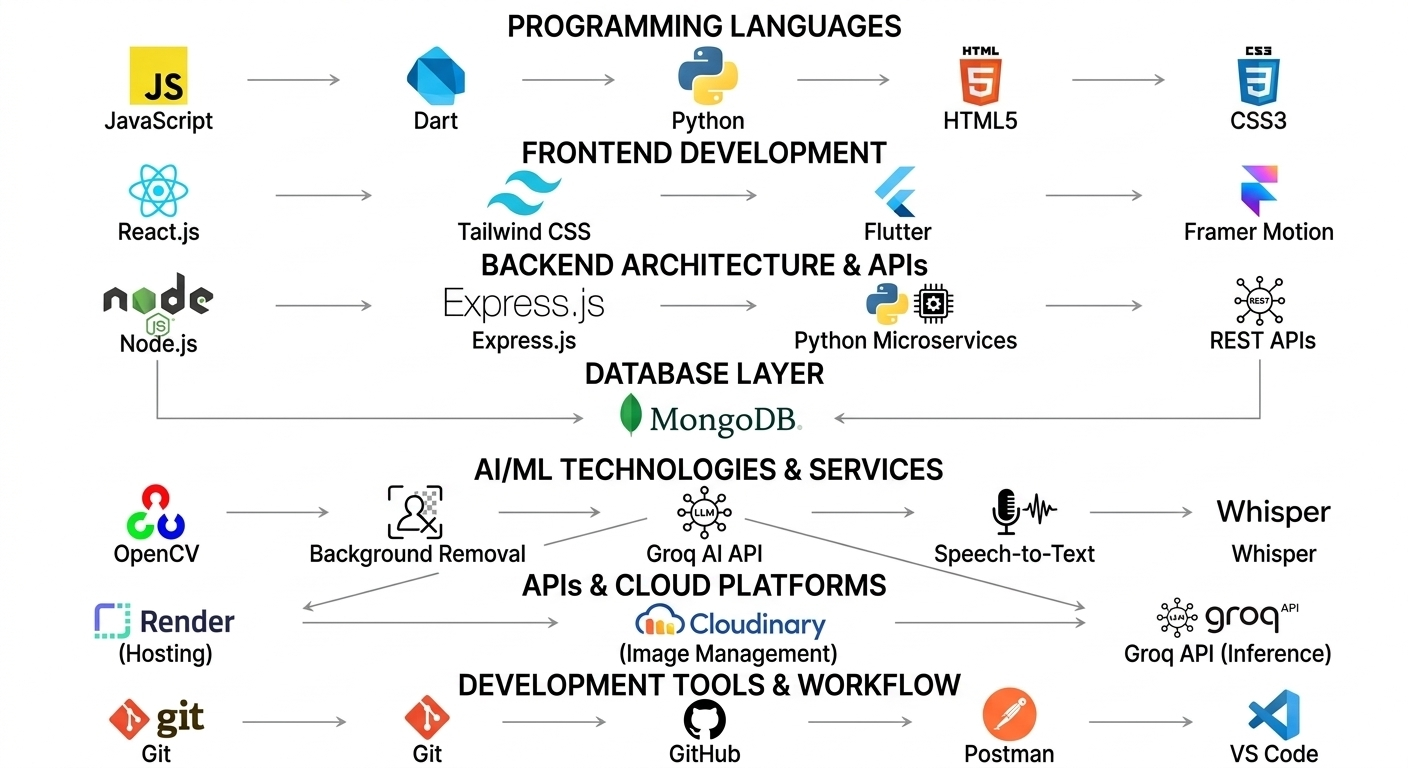 PROGRAMMING LANGUAGES
JS
HTML
5
CSS3
3
JavaScript
Dart
Python
HTML5
CSS3
FRONTEND DEVELOPMENT
React.js
Tailwind CSS
Flutter
Framer Motion
BACKEND ARCHITECTURE & APIs
node
JS
Express.js
REST
Node.js
Express.js
Python Microservices
REST APIs
DATABASE LAYER
MongoDB
AI/ML TECHNOLOGIES & SERVICES
LLM
Whisper
OpenCV
Background Removal
Groq AI API
Speech-to-Text
Whisper
APIs & CLOUD PLATFORMS
Render
Cloudinary
groq API
(Hosting)
(Image Management)
Groq API (Inference)
DEVELOPMENT TOOLS & WORKFLOW
git
Git
Git
GitHub
Postman
VS Code